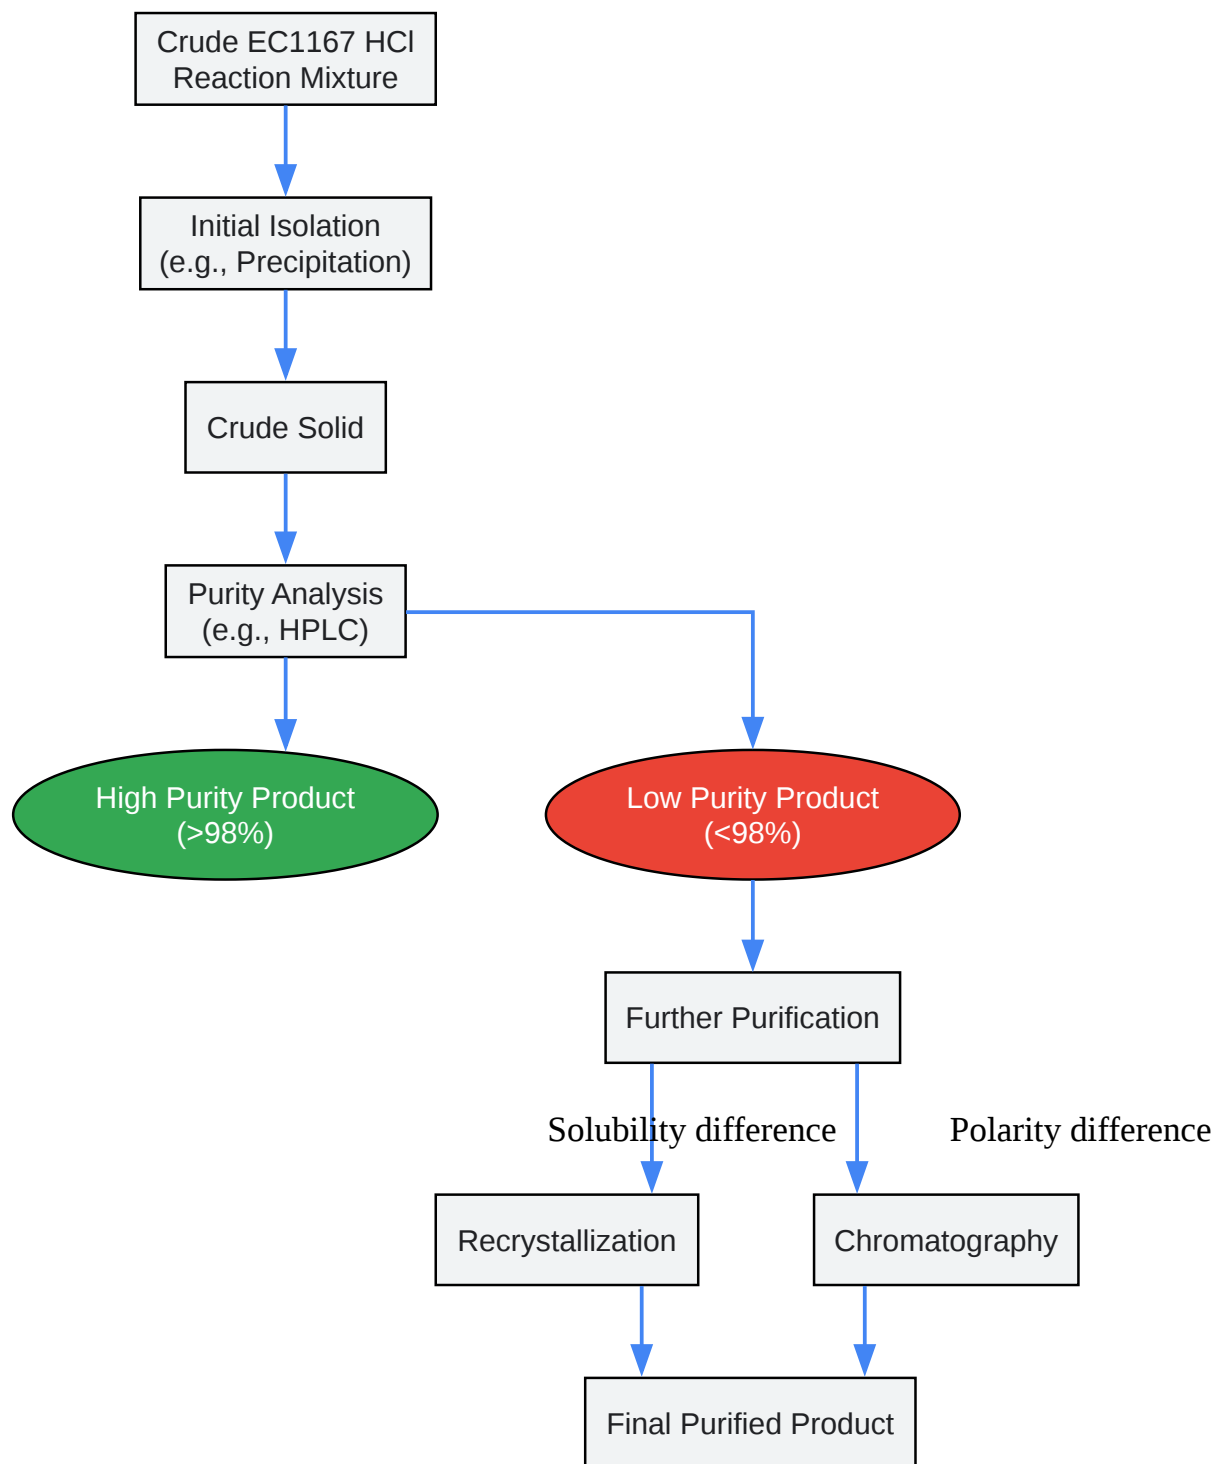 Crude EC1167 HCl
Reaction Mixture
Initial Isolation
(e.g., Precipitation)
Crude Solid
Purity Analysis
(e.g., HPLC)
High Purity Product
(>98%)
Low Purity Product
(<98%)
Further Purification
Solubility difference
Polarity difference
Recrystallization
Chromatography
Final Purified Product